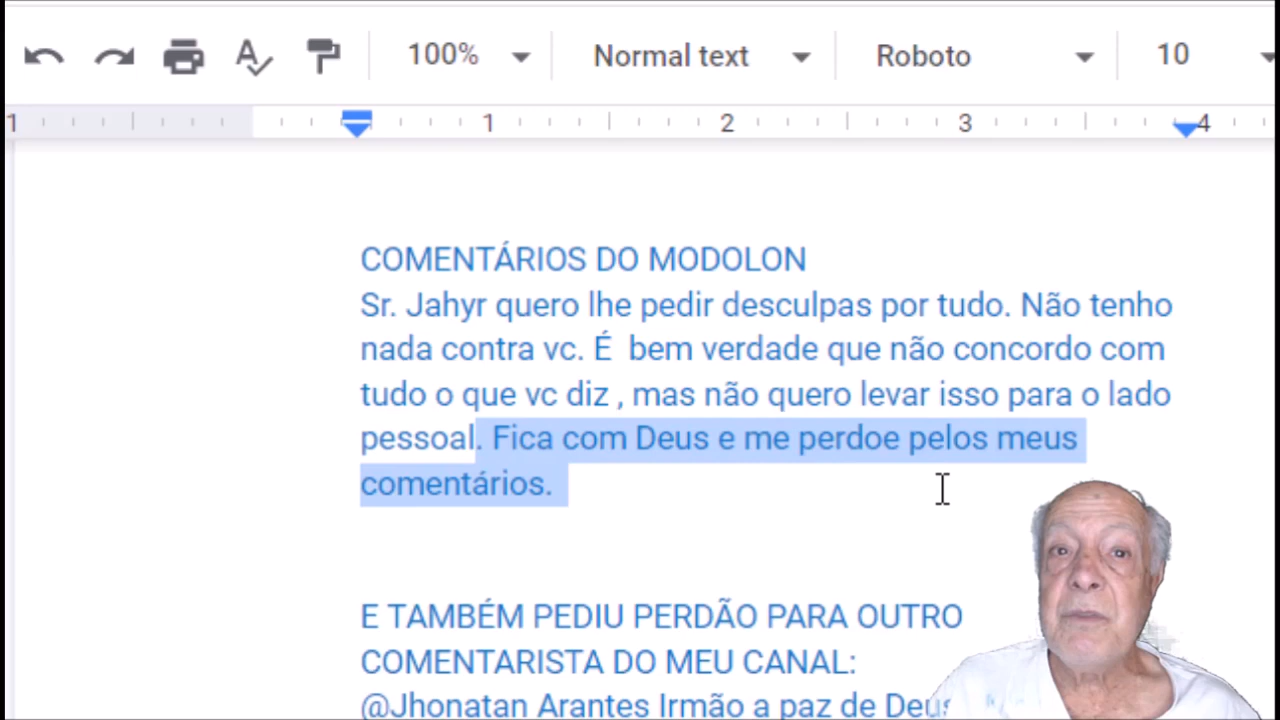 100% Normal text Roboto 10
1 1 2 3 4
COMENTÁRIOS DO MODOLON
Sr. Jahyr quero lhe pedir desculpas por tudo. Não tenho
nada contra vc. É  bem verdade que não concordo com
tudo o que vc diz , mas não quero levar isso para o lado
pessoal. Fica com Deus e me perdoe pelos meus
comentários.
E TAMBÉM PEDIU PERDÃO PARA OUTRO
COMENTARISTA DO MEU CANAL:
@Jhonatan Arantes Irmão a paz de Deus